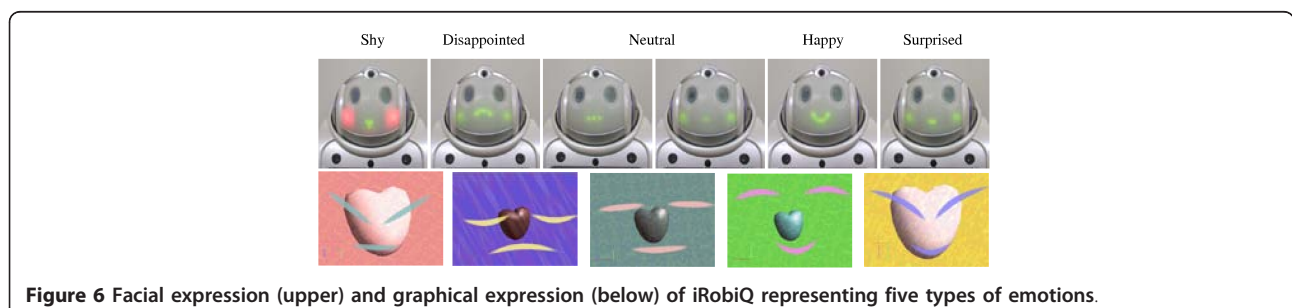 Shy Disappointed Neutral Happy Surprised
Figure 6 Facial expression (upper) and graphical expression (below) of iRobiQ representing five types of emotions.